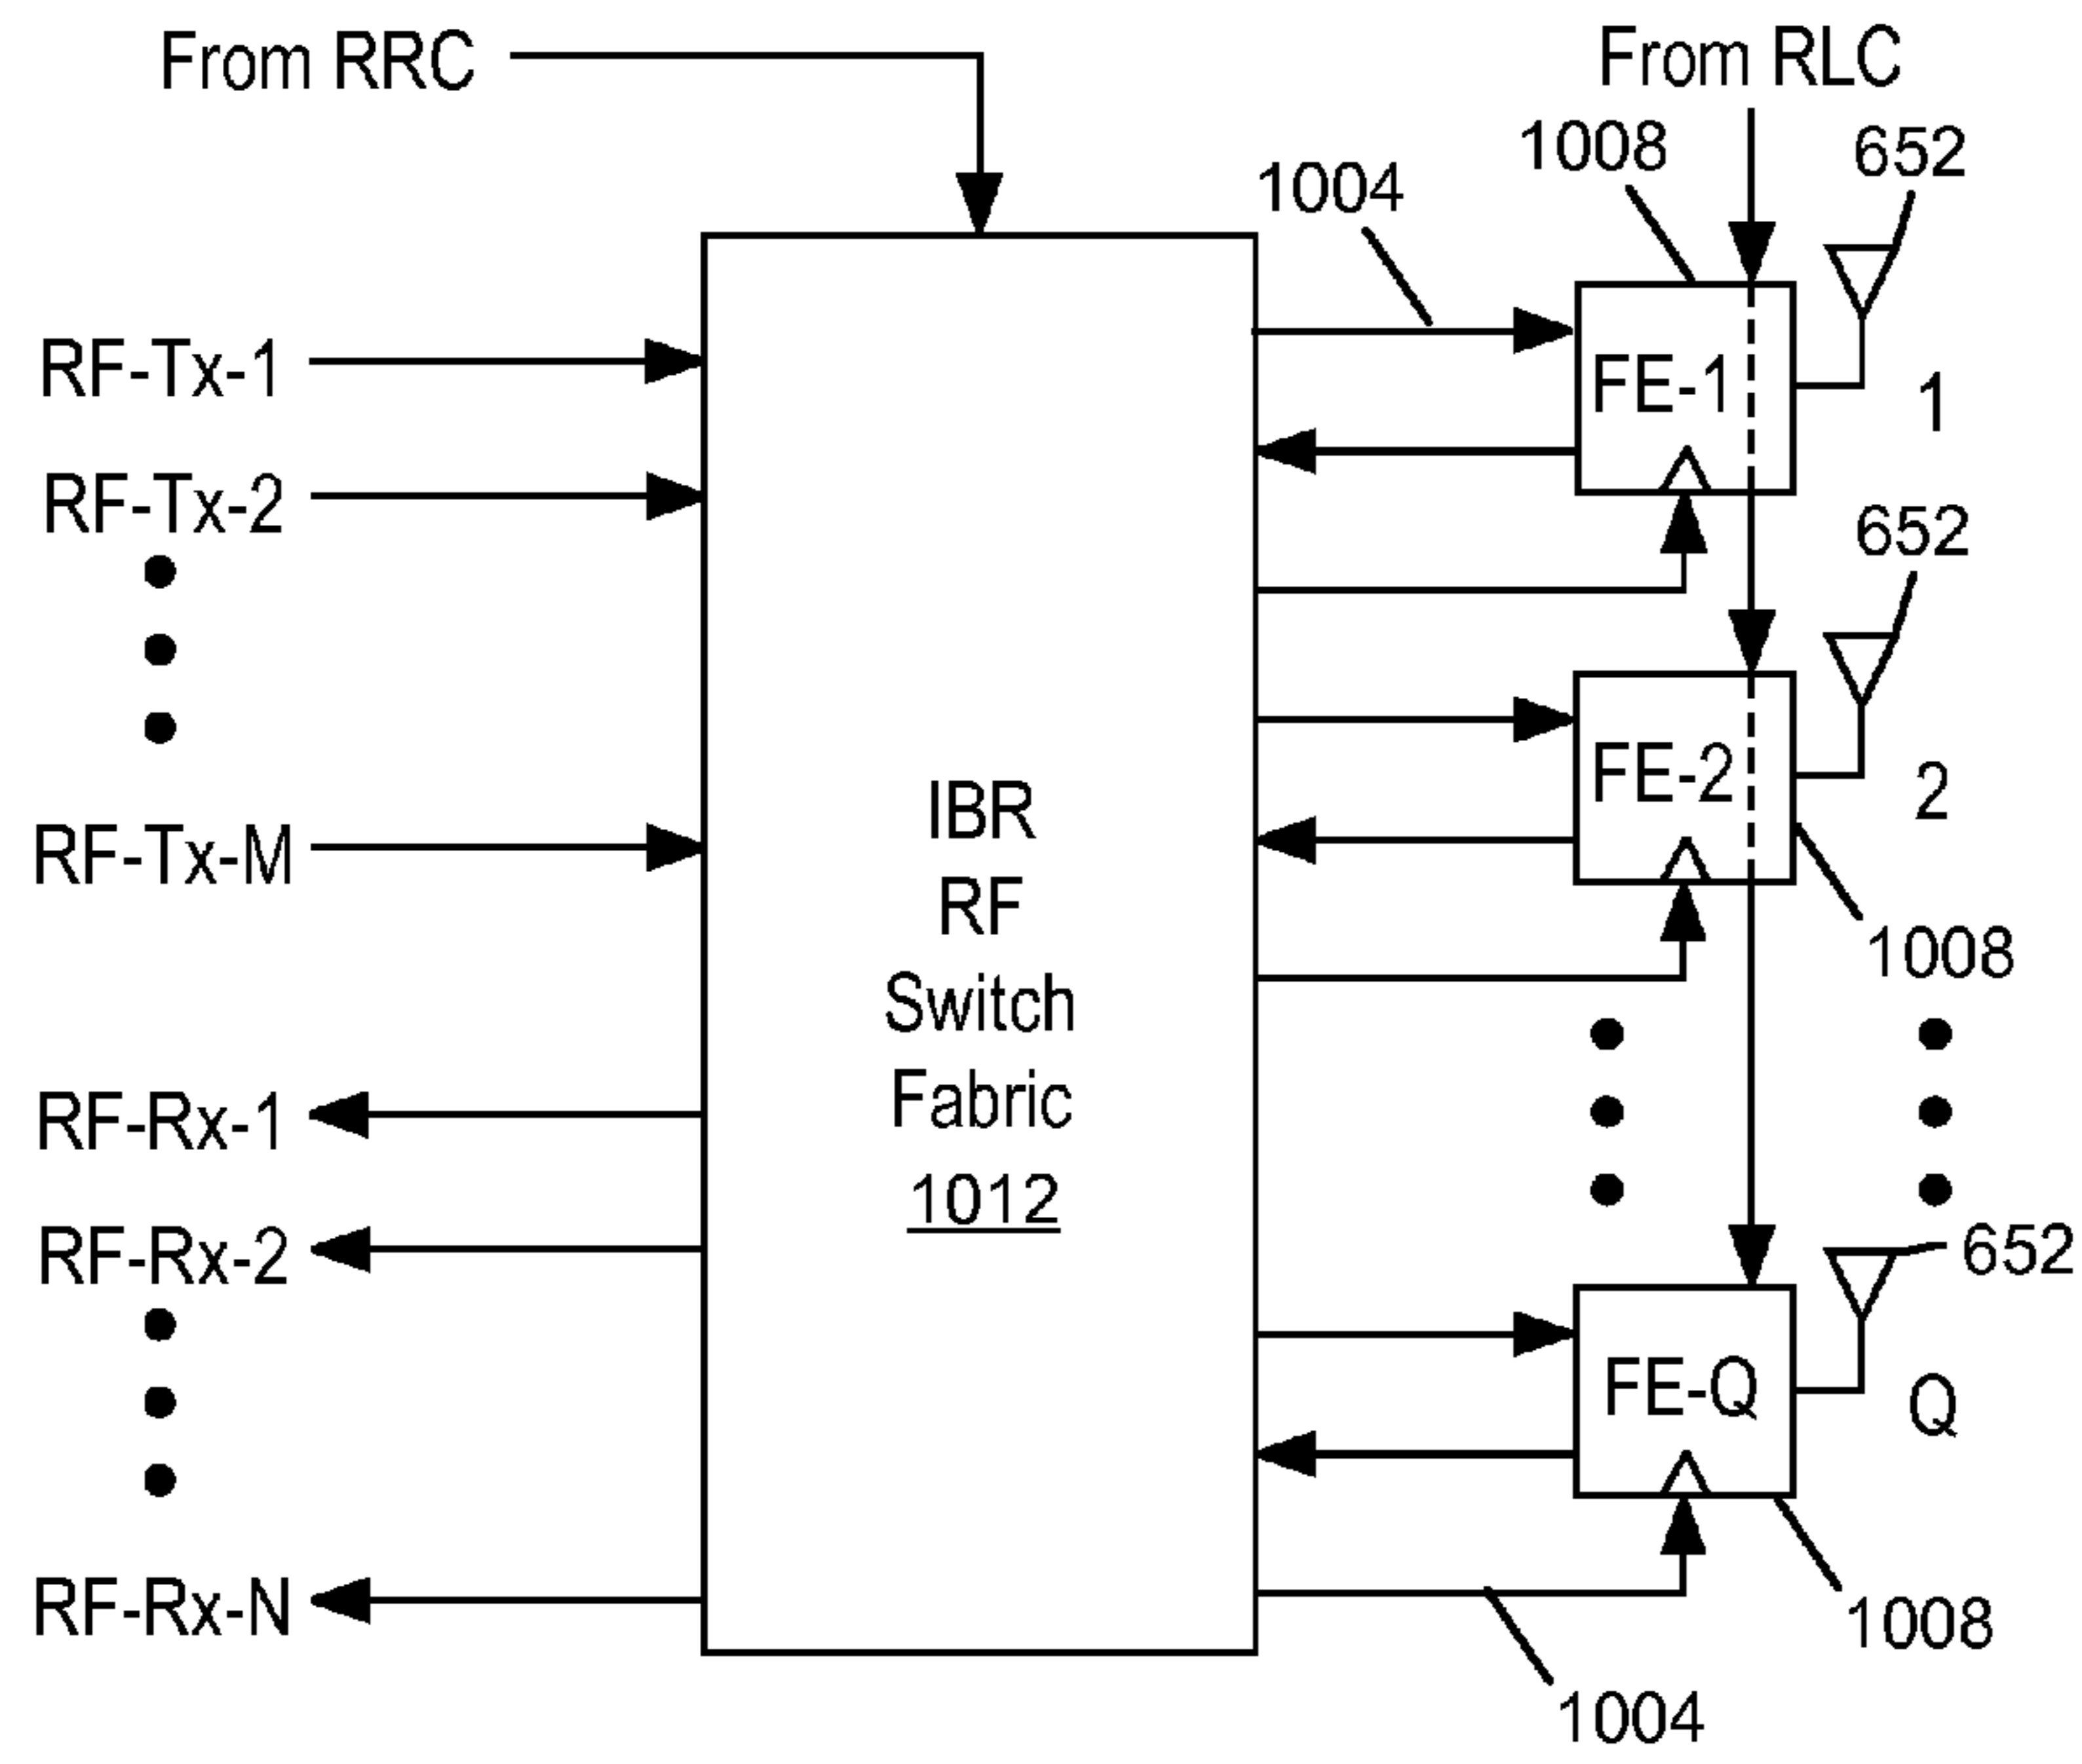 From RRC
From RLC
1008
652
1004
RF-Tx-1
FE-1
1
RF-Tx-2
652
FE-2
2
RF-Tx-M
IBR
RF
Switch
Fabric
1012
1008
RF-Rx-1
RF-Rx-2
652
FE-Q
Q
RF-Rx-N
1008
1004